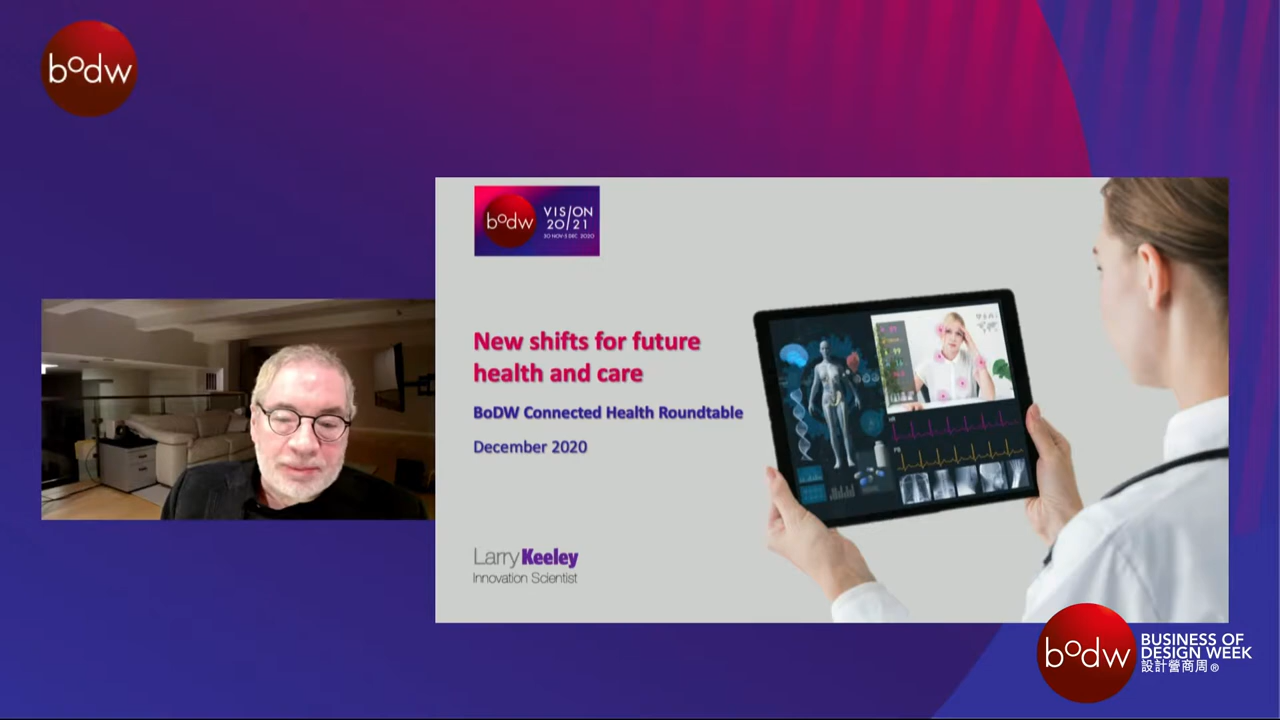 bodw
bodw
VISION
20/21
30 NOV-5 DEC 2020
New shifts for future
health and care
BoDW Connected Health Roundtable
December 2020
Larry Keeley
Innovation Scientist
bodw
BUSINESS OF
DESIGN WEEK
設計營商周®